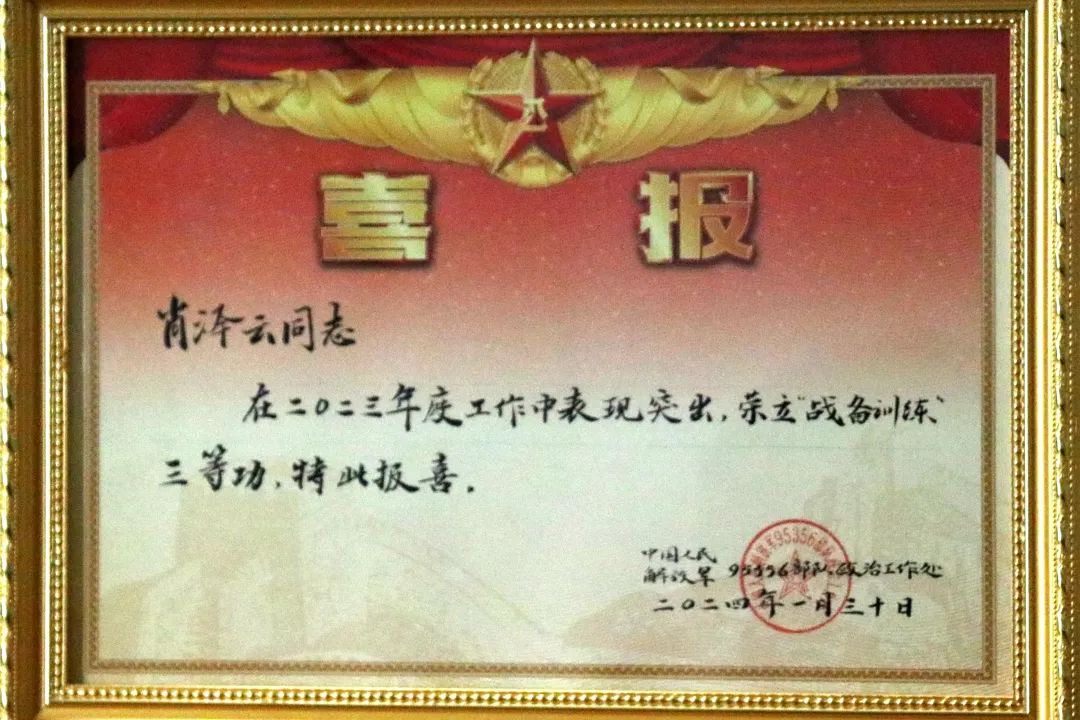 喜报
肖泽云同志
在二〇二三年度工作中表现突出,荣立“战备训练”
三等功,特此报喜.
中国人民
解放军 95356部队政治工作处
二〇二四年一月三十日